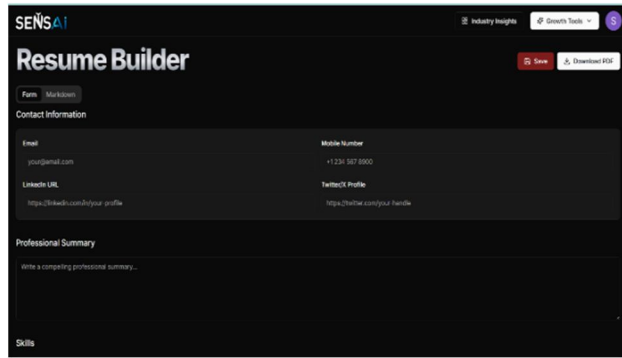 SENSAI
Industry Insights
Growth Tools
S
Resume Builder
Save
Download PDF
Form Markdown
Contact Information
Email
Mobile Number
your@email.com
+1 234 567 8900
LinkedIn URL
Twitter/X Profile
https://linkedin.com/in/your-profile
https://twitter.com/your-handle
Professional Summary
Write a compelling professional summary...
Skills